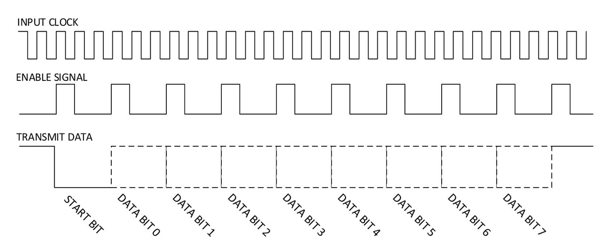 INPUT CLOCK
ENABLE SIGNAL
TRANSMIT DATA
START BIT
DATA BIT 0
DATA BIT 1
DATA BIT 2
DATA BIT 3
DATA BIT 4
DATA BIT 5
DATA BIT 6
DATA BIT 7